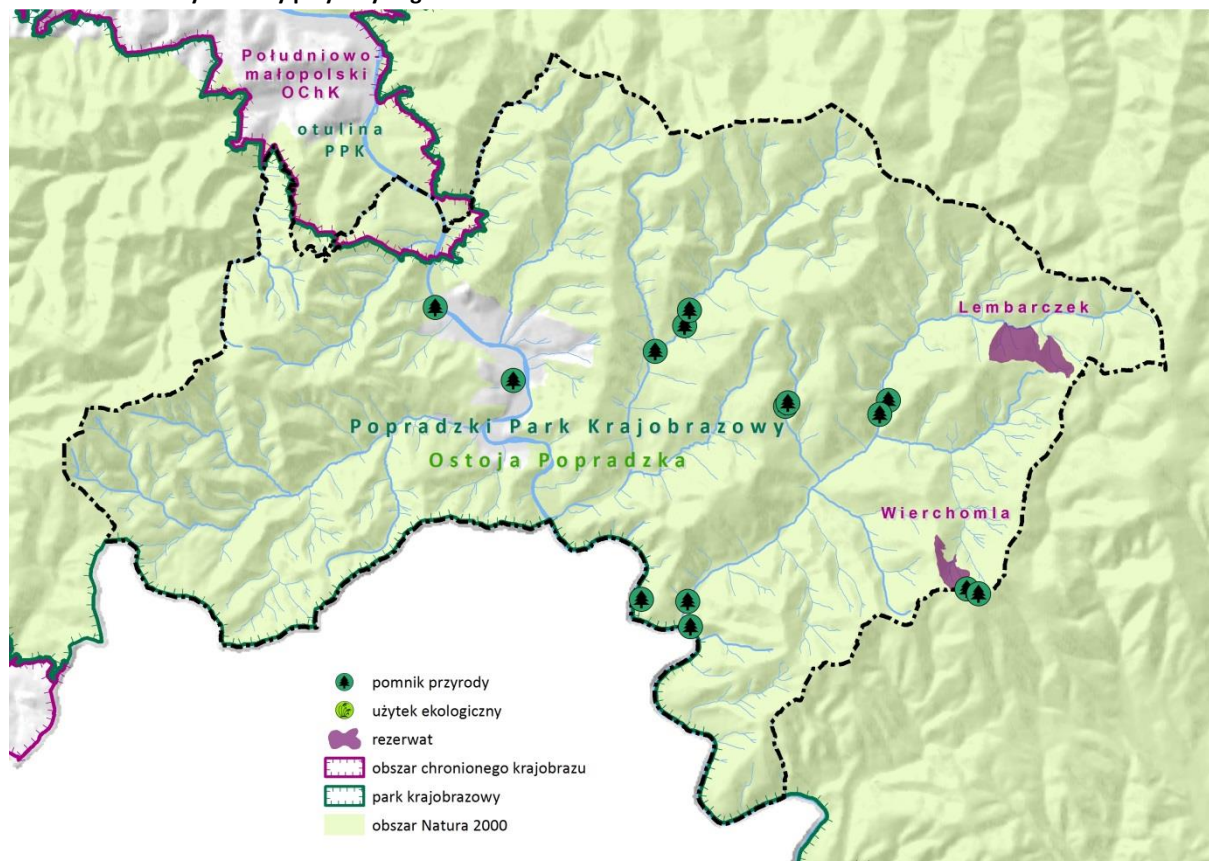 Południowo-
małopolski
OChK
otulina
PPK
Lembarczek
Popradzki Park Krajobrazowy
Ostoja Popradzka
Wierchomla
pomnik przyrody
użytek ekologiczny
rezerwat
obszar chronionego krajobrazu
park krajobrazowy
obszar Natura 2000